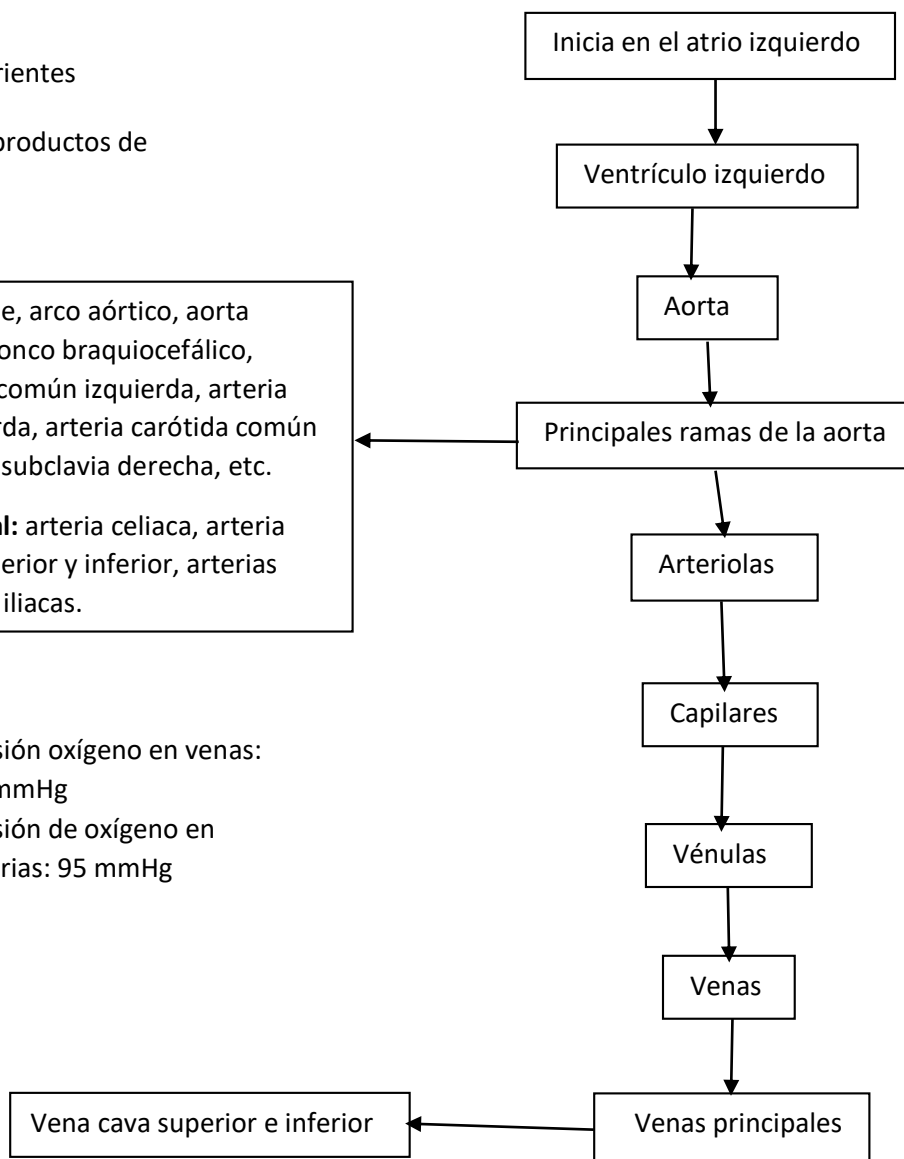 Inicia en el atrio izquierdo
rientes
productos de
Ventrículo izquierdo
Aorta
e, arco aórtico, aorta
onco braquiocefálico,
común izquierda, arteria
rda, arteria carótida común
subclavia derecha, etc.
al: arteria celiaca, arteria
erior y inferior, arterias
iliacas.
Principales ramas de la aorta
Arteriolas
Capilares
sión oxígeno en venas:
mmHg
sión de oxígeno en
rias: 95 mmHg
Vénulas
Venas
Venas principales
Vena cava superior e inferior